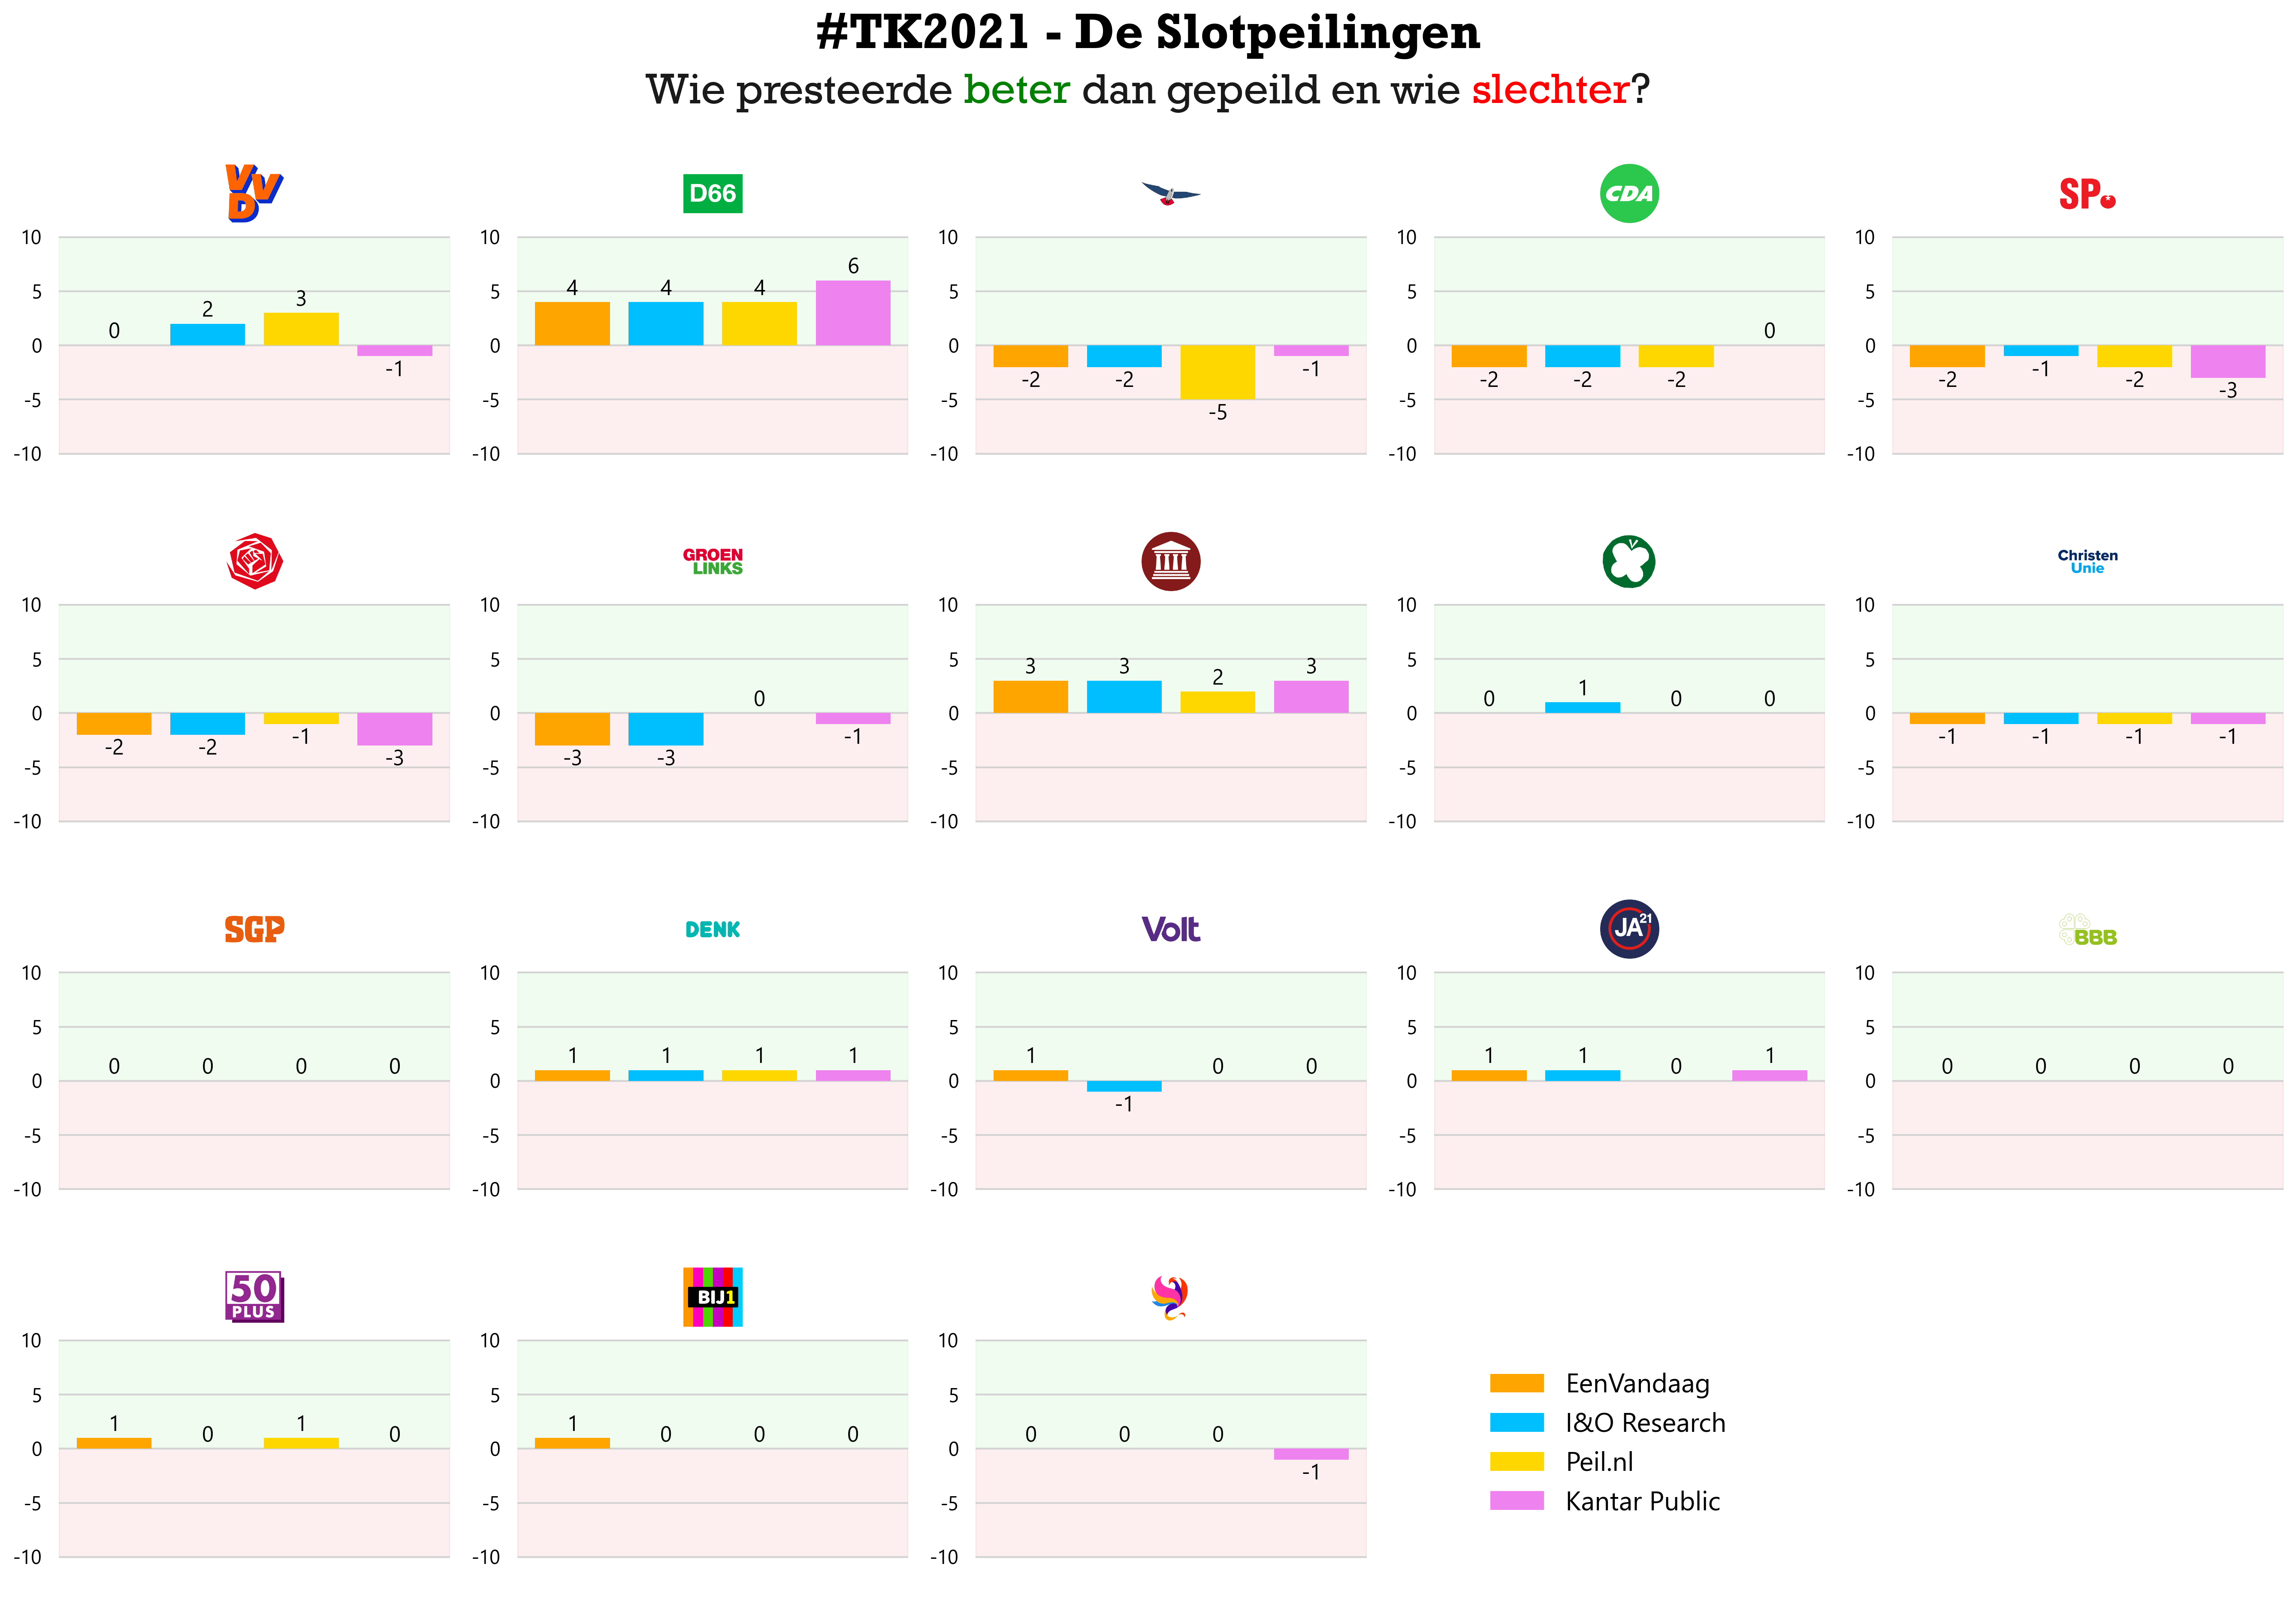 #TK2021 - De Slotpeilingen
Wie presteerde beter dan gepeild en wie slechter?
VVD
D66
CDA
SP
10 10 10 10 10
5 5 5 5 5
0 2 3 4 4 4 6 0
0 0 0 0 0
-1 -2 -2 -5 -1 -2 -2 -2 -2 -1 -2 -3
-5 -5 -5 -5 -5
-10 -10 -10 -10 -10
GROEN
LINKS
Christen
Unie
10 10 10 10 10
5 5 5 5 5
0 3 3 2 3 0 1 0 0
0 0 0 0 0
-2 -2 -1 -3 -3 -3 -1 -1 -1 -1 -1
-5 -5 -5 -5 -5
-10 -10 -10 -10 -10
SGP
DENK
Volt
JA21
BBB
10 10 10 10 10
5 5 5 5 5
0 0 0 0 1 1 1 1 1 0 0 1 1 0 1 0 0 0 0
0 0 0 0 0
-1
-5 -5 -5 -5 -5
-10 -10 -10 -10 -10
50
PLUS
BIJ1
10 10 10
5 5 5
1 0 1 0 1 0 0 0 0 0 0
0 0 0
-1
-5 -5 -5
-10 -10 -10
EenVandaag
I&O Research
Peil.nl
Kantar Public